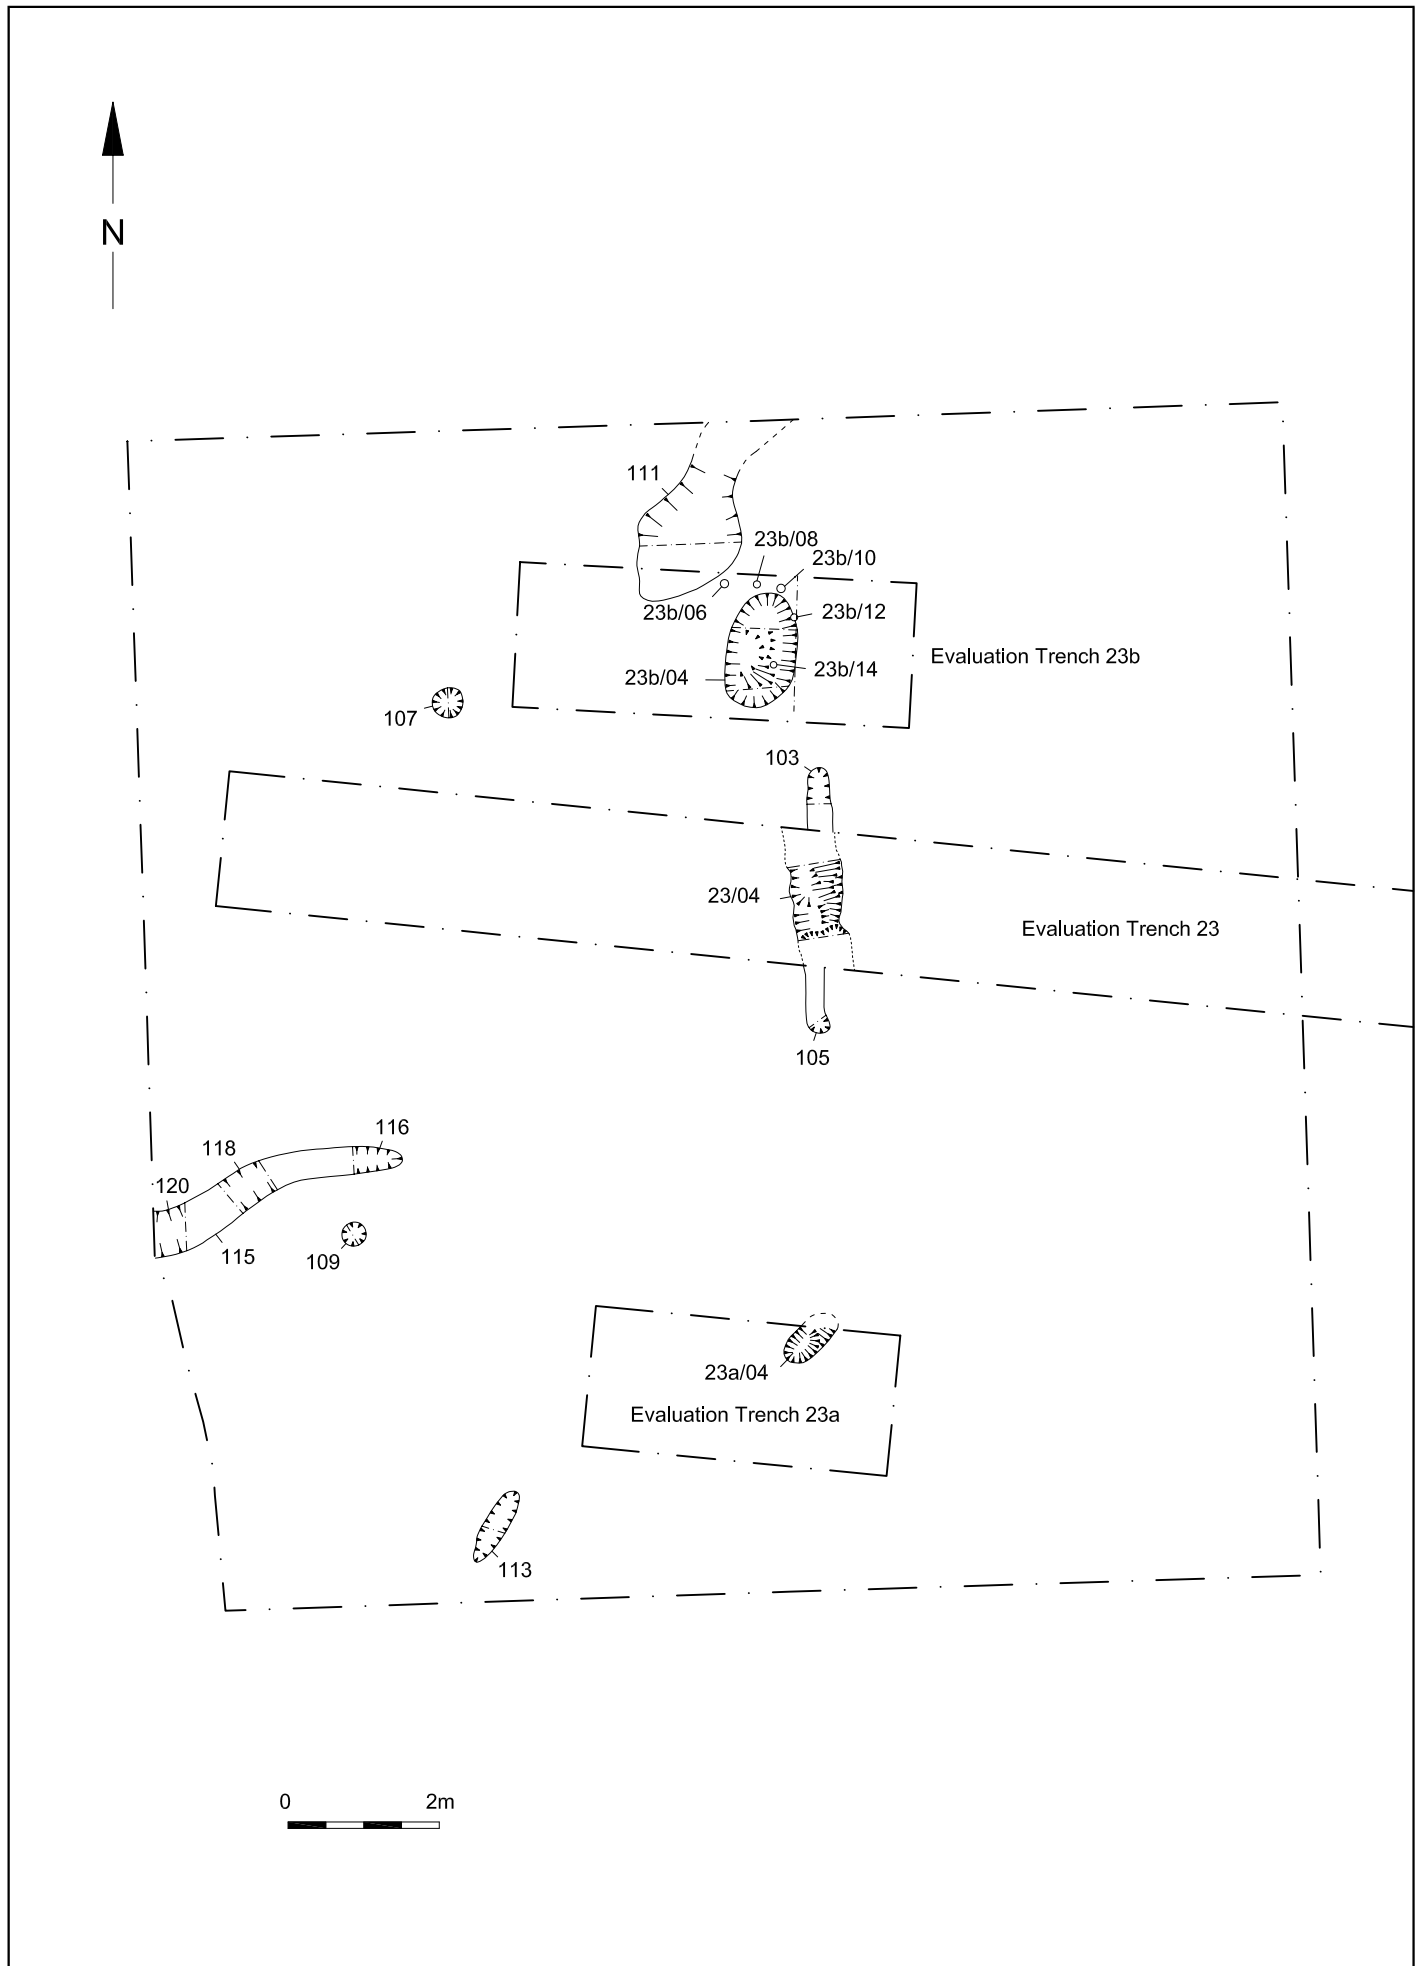 N
111
23b/08
23b/10
23b/06
23b/12
Evaluation Trench 23b
23b/14
23b/04
107
103
23/04
Evaluation Trench 23
105
116
118
120
115
109
23a/04
Evaluation Trench 23a
113
0 2m